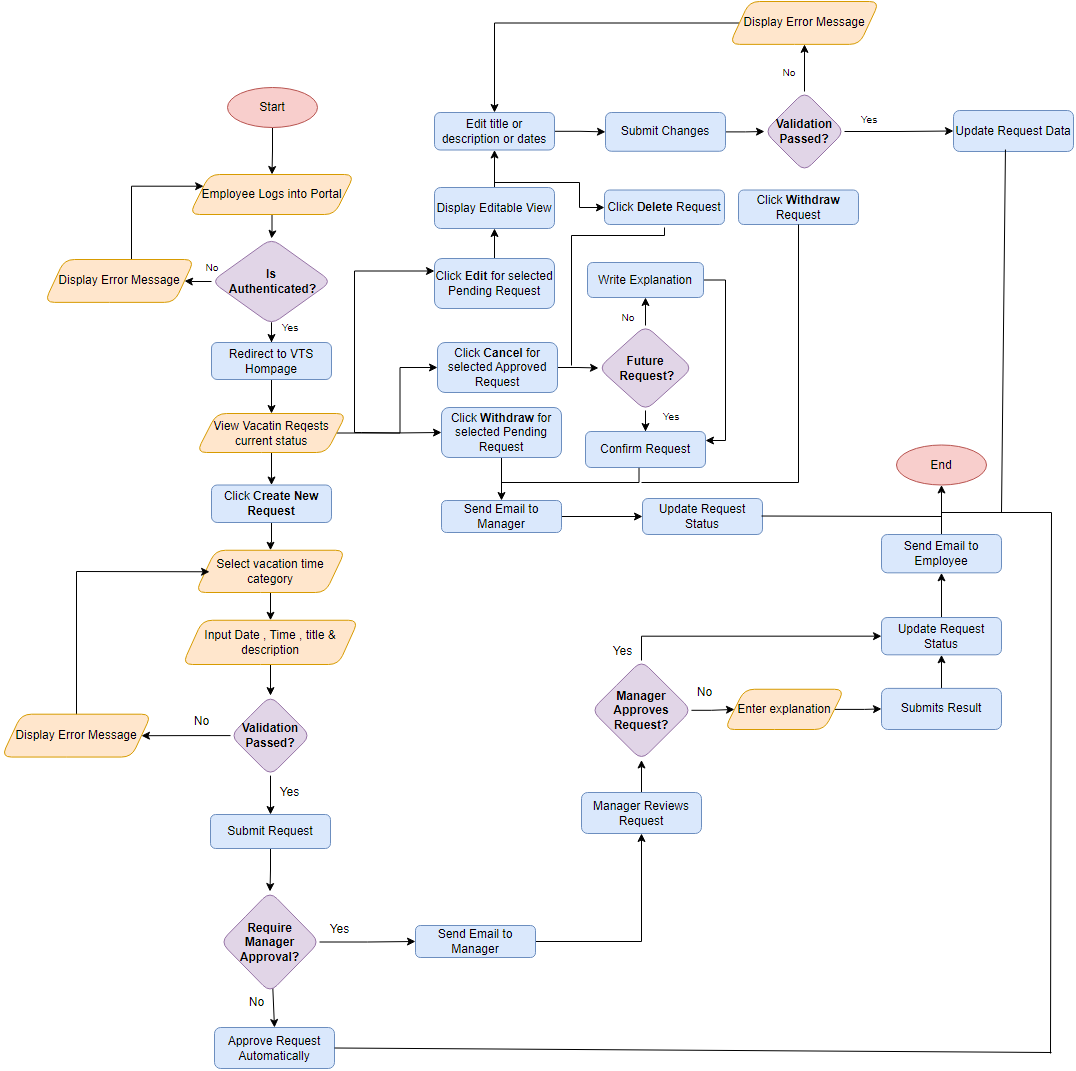 Display Error Message
No
Start
Edit title or
description or dates
Submit Changes
Validation
Passed?
Yes
Update Request Data
Employee Logs into Portal
Display Editable View
Click Delete Request
Click Withdraw
Request
No
Display Error Message
Is
Authenticated?
Click Edit for selected
Pending Request
Write Explanation
No
Yes
Redirect to VTS
Hompage
Click Cancel for
selected Approved
Request
Future
Request?
Yes
View Vacatin Reqests
current status
Click Withdraw for
selected Pending
Request
Confirm Request
End
Click Create New
Request
Send Email to
Manager
Update Request
Status
Send Email to
Employee
Select vacation time
category
Input Date , Time , title &
description
Update Request
Status
Yes
Manager
Approves
Request?
No
Enter explanation
Submits Result
No
Display Error Message
Validation
Passed?
Yes
Manager Reviews
Request
Submit Request
Require
Manager
Approval?
Yes
Send Email to
Manager
No
Approve Request
Automatically